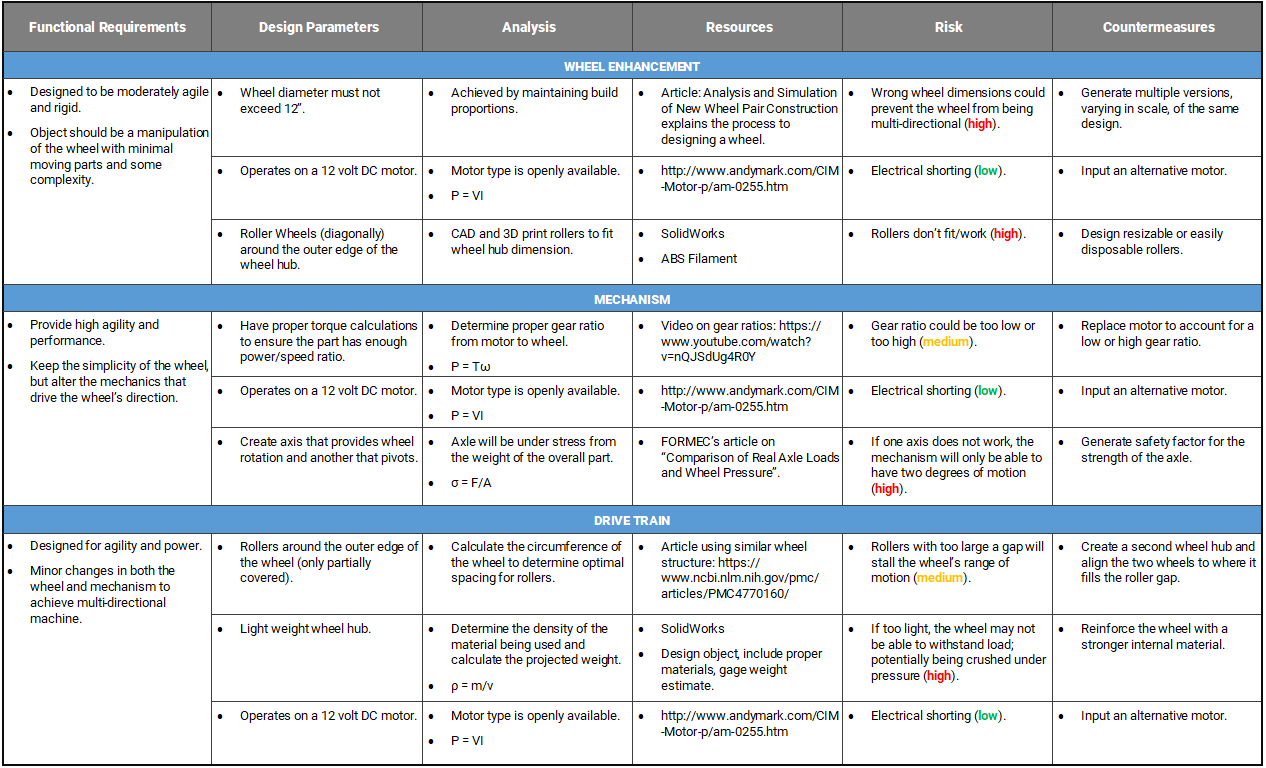 Functional Requirements
Design Parameters
Analysis
Resources
Risk
Countermeasures
WHEEL ENHANCEMENT
• Designed to be moderately agile
and rigid.
• Object should be a manipulation
of the wheel with minimal
moving parts and some
complexity.
• Wheel diameter must not
exceed 12”.
• Achieved by maintaining build
proportions.
• Article: Analysis and Simulation
of New Wheel Pair Construction
explains the process to
designing a wheel.
• Wrong wheel dimensions could
prevent the wheel from being
multi-directional (high).
• Generate multiple versions,
varying in scale, of the same
design.
• Operates on a 12 volt DC motor.
• Motor type is openly available.
• P = VI
• http://www.andymark.com/CIM
-Motor-p/am-0255.htm
• Electrical shorting (low).
• Input an alternative motor.
• Roller Wheels (diagonally)
around the outer edge of the
wheel hub.
• CAD and 3D print rollers to fit
wheel hub dimension.
• SolidWorks
• ABS Filament
• Rollers don’t fit/work (high).
• Design resizable or easily
disposable rollers.
MECHANISM
• Provide high agility and
performance.
• Keep the simplicity of the wheel,
but alter the mechanics that
drive the wheel’s direction.
• Have proper torque calculations
to ensure the part has enough
power/speed ratio.
• Determine proper gear ratio
from motor to wheel.
• P = Tω
• Video on gear ratios: https://
www.youtube.com/watch?
v=nQJSdUg4R0Y
• Gear ratio could be too low or
too high (medium).
• Replace motor to account for a
low or high gear ratio.
• Operates on a 12 volt DC motor.
• Motor type is openly available.
• P = VI
• http://www.andymark.com/CIM
-Motor-p/am-0255.htm
• Electrical shorting (low).
• Input an alternative motor.
• Create axis that provides wheel
rotation and another that pivots.
• Axle will be under stress from
the weight of the overall part.
• σ = F/A
• FORMEC’s article on
“Comparison of Real Axle Loads
and Wheel Pressure”.
• If one axis does not work, the
mechanism will only be able to
have two degrees of motion
(high).
• Generate safety factor for the
strength of the axle.
DRIVE TRAIN
• Designed for agility and power.
• Minor changes in both the
wheel and mechanism to
achieve multi-directional
machine.
• Rollers around the outer edge of
the wheel (only partially
covered).
• Calculate the circumference of
the wheel to determine optimal
spacing for rollers.
• Article using similar wheel
structure: https://
www.ncbi.nlm.nih.gov/pmc/
articles/PMC4770160/
• Rollers with too large a gap will
stall the wheel’s range of
motion (medium).
• Create a second wheel hub and
align the two wheels to where it
fills the roller gap.
• Light weight wheel hub.
• Determine the density of the
material being used and
calculate the projected weight.
• ρ = m/v
• SolidWorks
• Design object, include proper
materials, gage weight
estimate.
• If too light, the wheel may not
be able to withstand load;
potentially being crushed under
pressure (high).
• Reinforce the wheel with a
stronger internal material.
• Operates on a 12 volt DC motor.
• Motor type is openly available.
• P = VI
• http://www.andymark.com/CIM
-Motor-p/am-0255.htm
• Electrical shorting (low).
• Input an alternative motor.